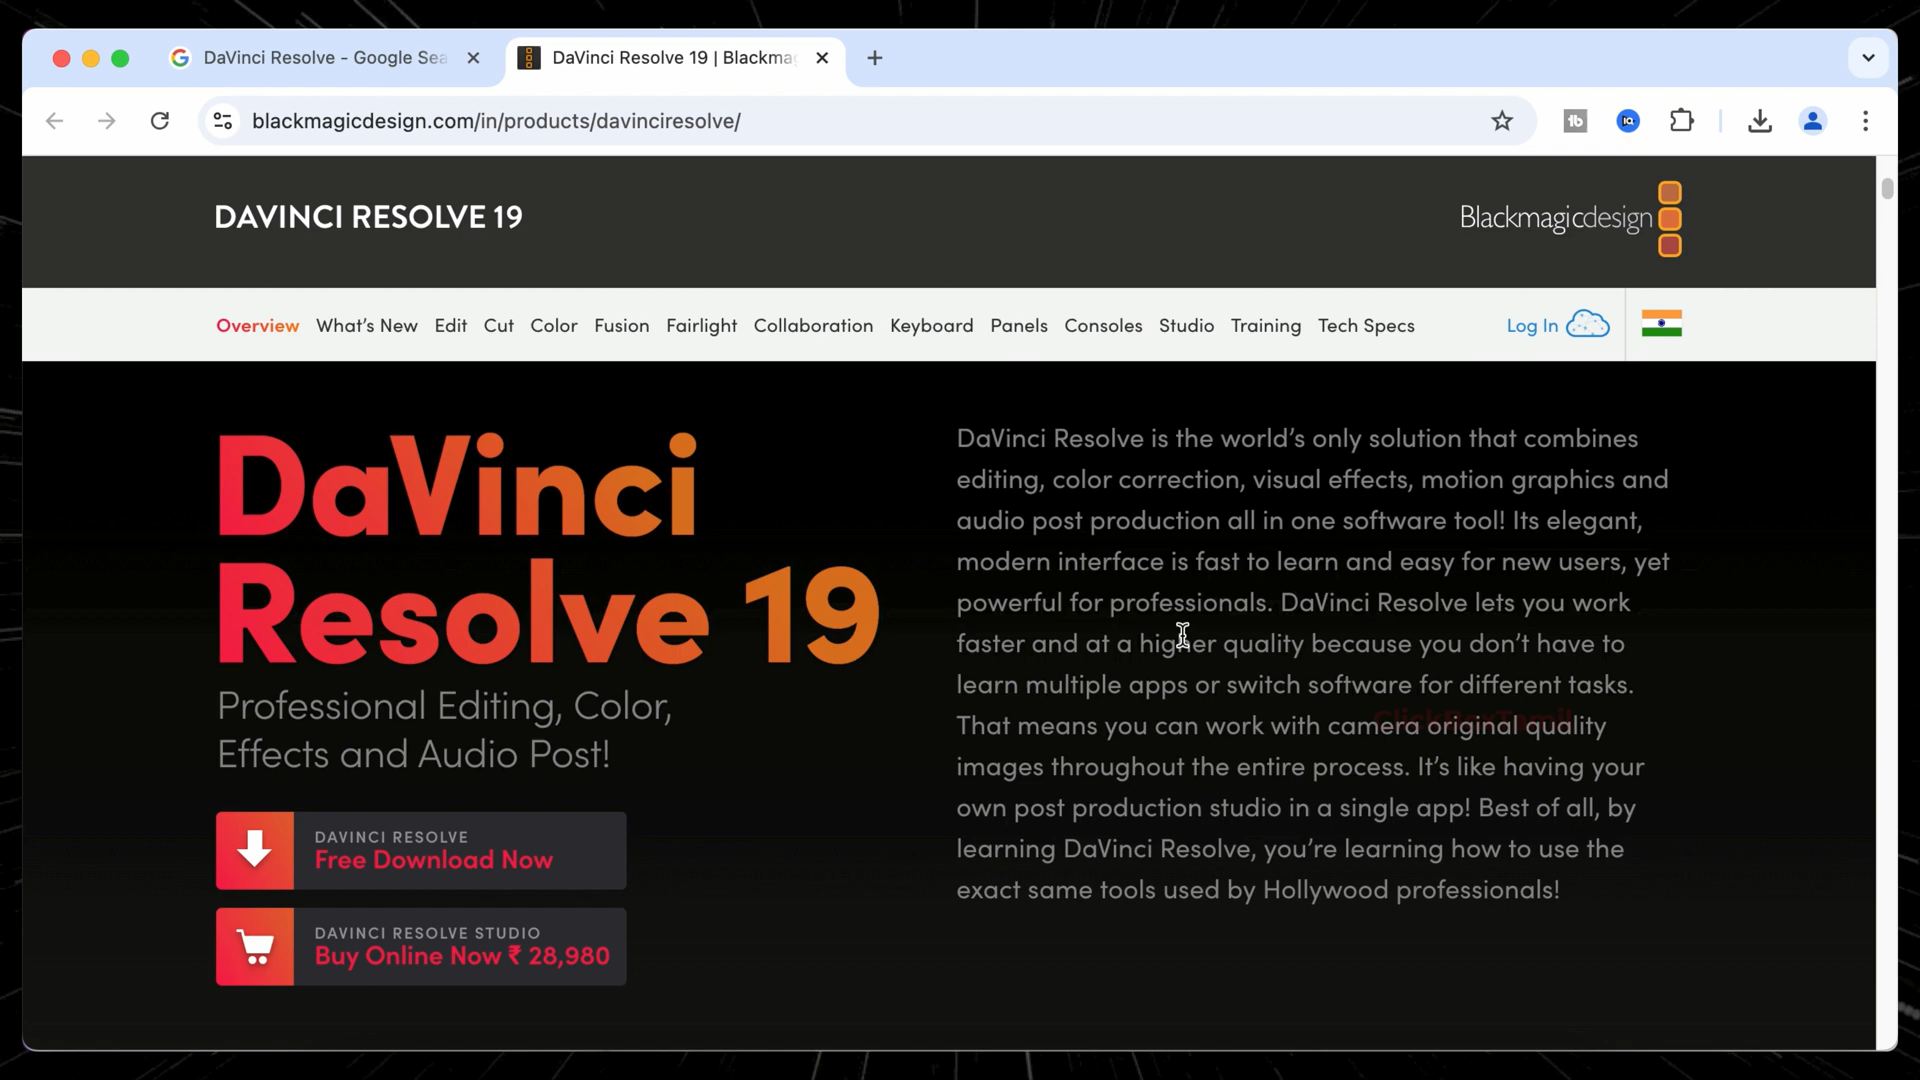 DaVinci Resolve - Google Sea
DaVinci Resolve 19 | Blackma
blackmagicdesign.com/in/products/davinciresolve/
DAVINCI RESOLVE 19
Blackmagicdesign
Overview What's New Edit Cut Color Fusion Fairlight Collaboration Keyboard Panels Consoles Studio Training Tech Specs Log In
DaVinci
Resolve 19
Professional Editing, Color,
Effects and Audio Post!
DAVINCI RESOLVE
Free Download Now
DAVINCI RESOLVE STUDIO
Buy Online Now ₹ 28,980
DaVinci Resolve is the world's only solution that combines
editing, color correction, visual effects, motion graphics and
audio post production all in one software tool! Its elegant,
modern interface is fast to learn and easy for new users, yet
powerful for professionals. DaVinci Resolve lets you work
faster and at a higher quality because you don't have to
learn multiple apps or switch software for different tasks.
That means you can work with camera original quality
images throughout the entire process. It's like having your
own post production studio in a single app! Best of all, by
learning DaVinci Resolve, you're learning how to use the
exact same tools used by Hollywood professionals!